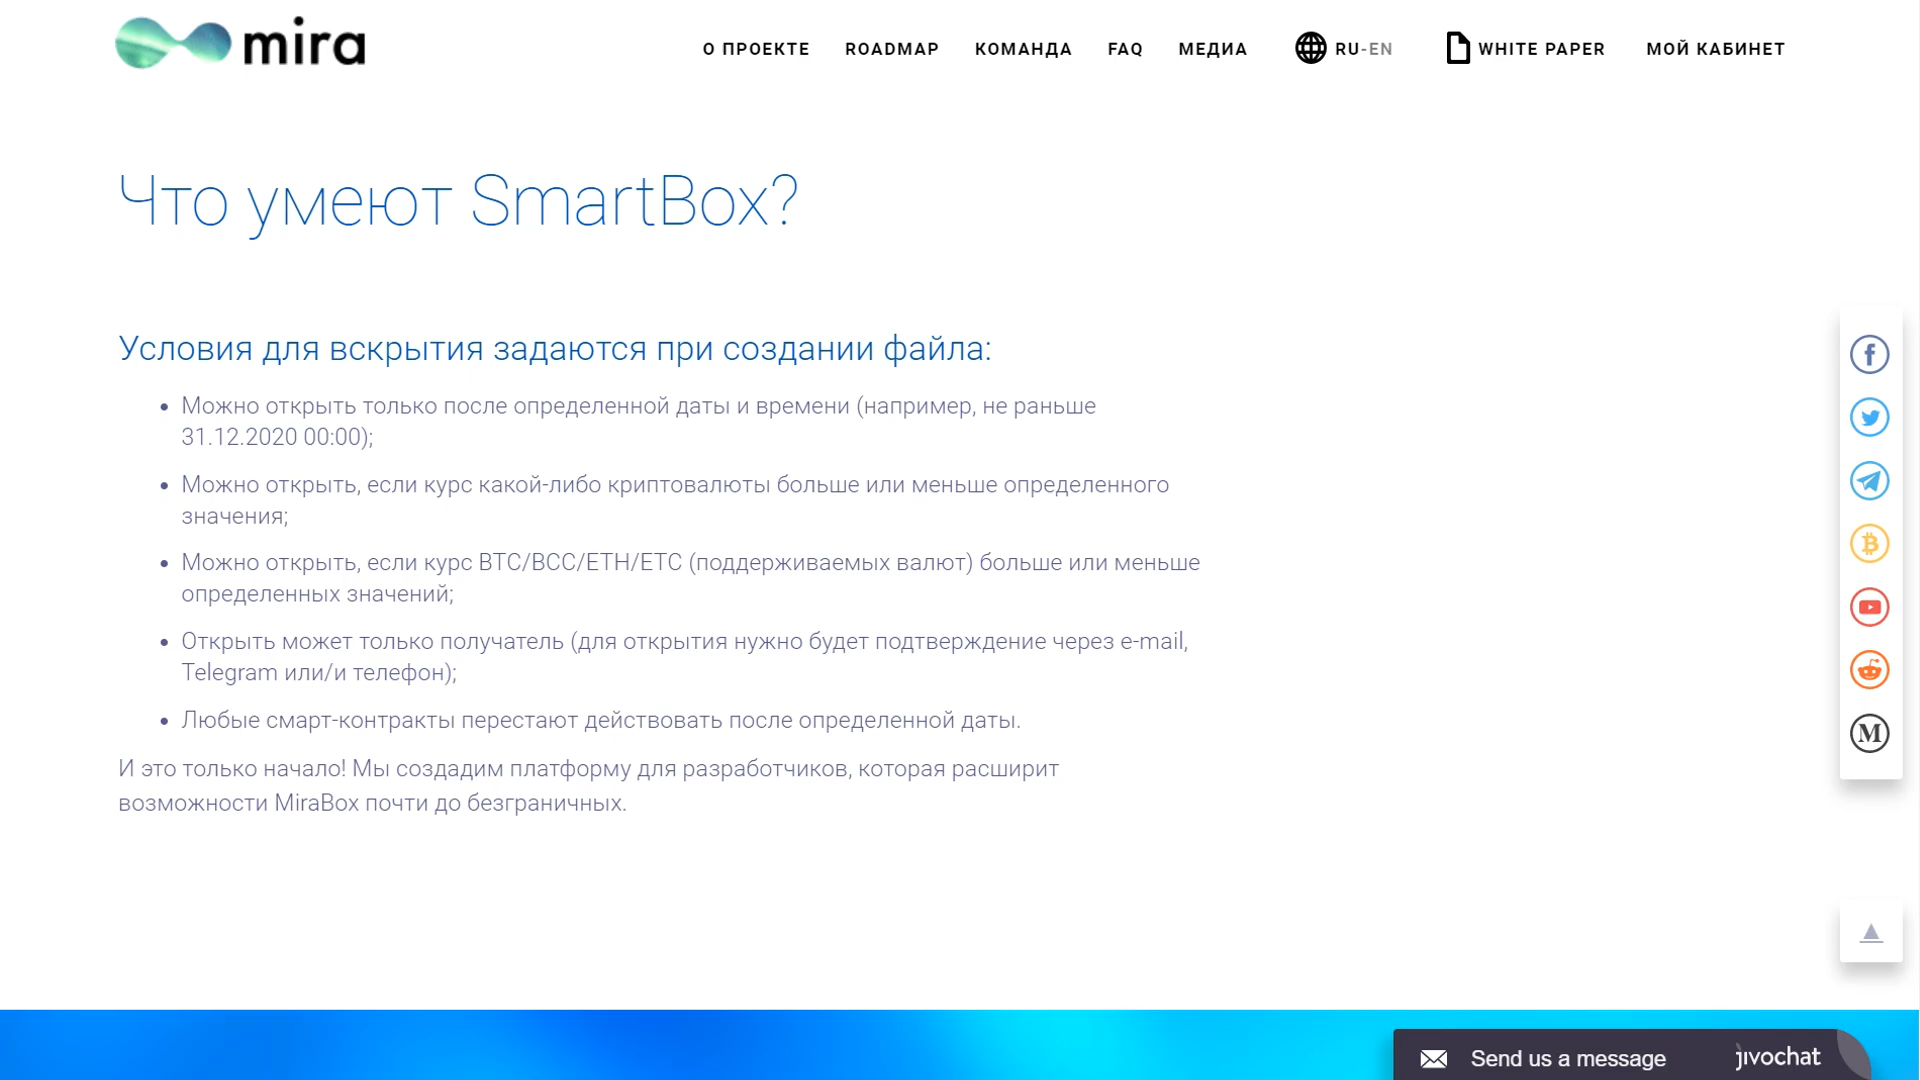 mira
О ПРОЕКТЕ ROADMAP КОМАНДА FAQ МЕДИА RU-EN WHITE PAPER МОЙ КАБИНЕТ
Что умеют SmartBox?
Условия для вскрытия задаются при создании файла:
• Можно открыть только после определенной даты и времени (например, не раньше
31.12.2020 00:00);
• Можно открыть, если курс какой-либо криптовалюты больше или меньше определенного
значения;
• Можно открыть, если курс BTC/BCC/ETH/ETC (поддерживаемых валют) больше или меньше
определенных значений;
• Открыть может только получатель (для открытия нужно будет подтверждение через e-mail,
Telegram или/и телефон);
• Любые смарт-контракты перестают действовать после определенной даты.
И это только начало! Мы создадим платформу для разработчиков, которая расширит
возможности MiraBox почти до безграничных.
Send us a message jivochat